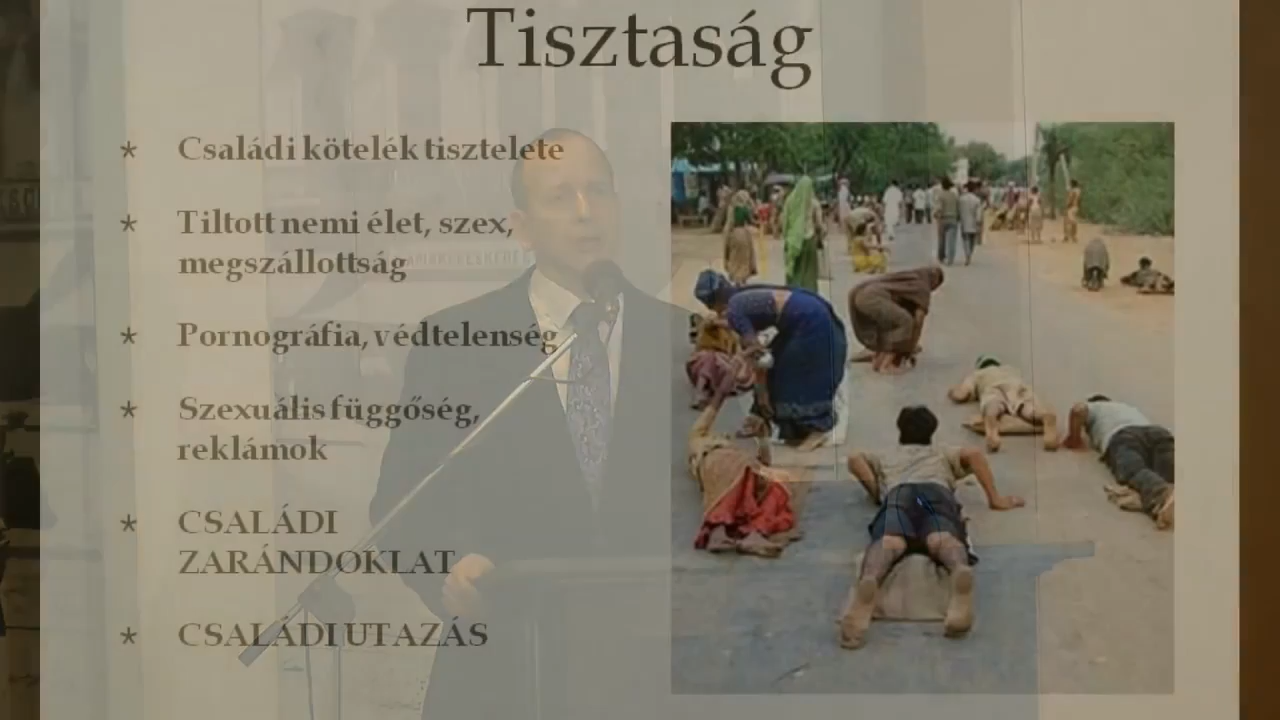 Tisztaság
* Családi kötelék tisztelete
* Tiltott nemi élet, szex,
megszállottság
* Pornográfia, védtelenség
* Szexuális függőség,
reklámok
* CSALÁDI
ZARÁNDOKLAT
* CSALÁDI UTAZÁS